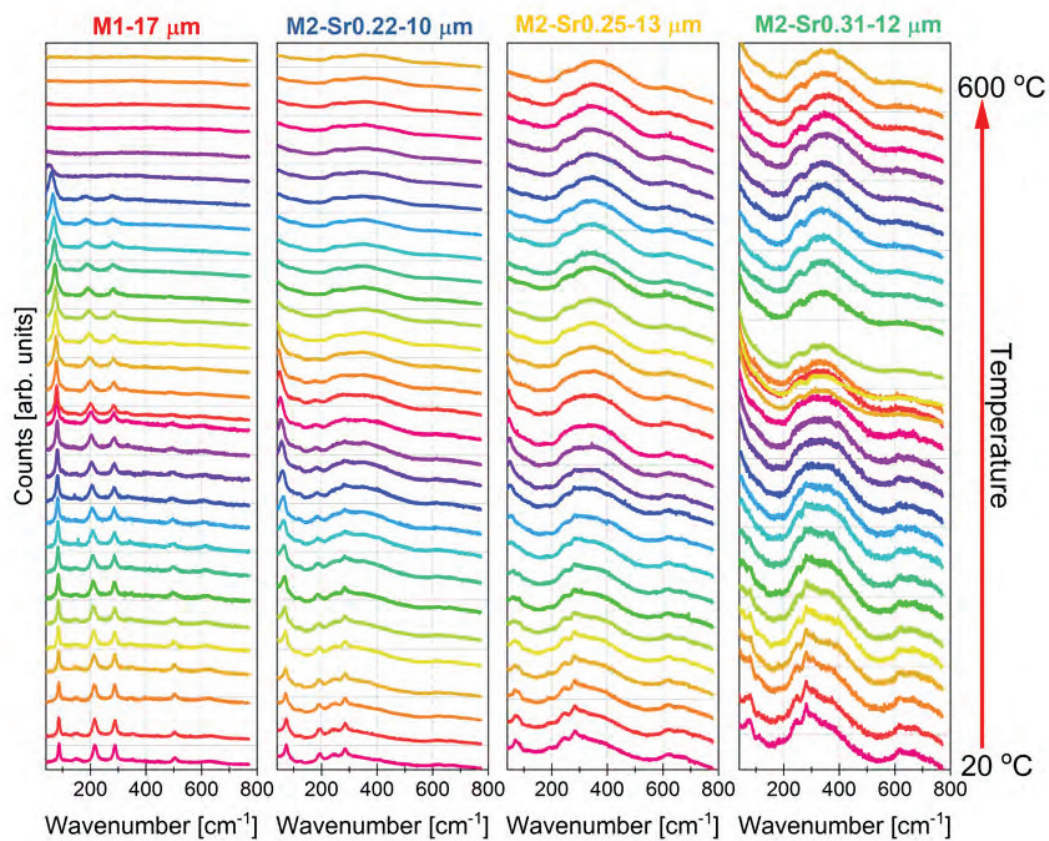 M1-17 μm M2-Sr0.22-10 μm M2-Sr0.25-13 μm M2-Sr0.31-12 μm
600 °C
Counts [arb. units]
Temperature
20 °C
0 200 400 600 800 200 400 600 800 200 400 600 800 0 200 400 600 800
Wavenumber [cm⁻¹] Wavenumber [cm⁻¹] Wavenumber [cm⁻¹] Wavenumber [cm⁻¹]